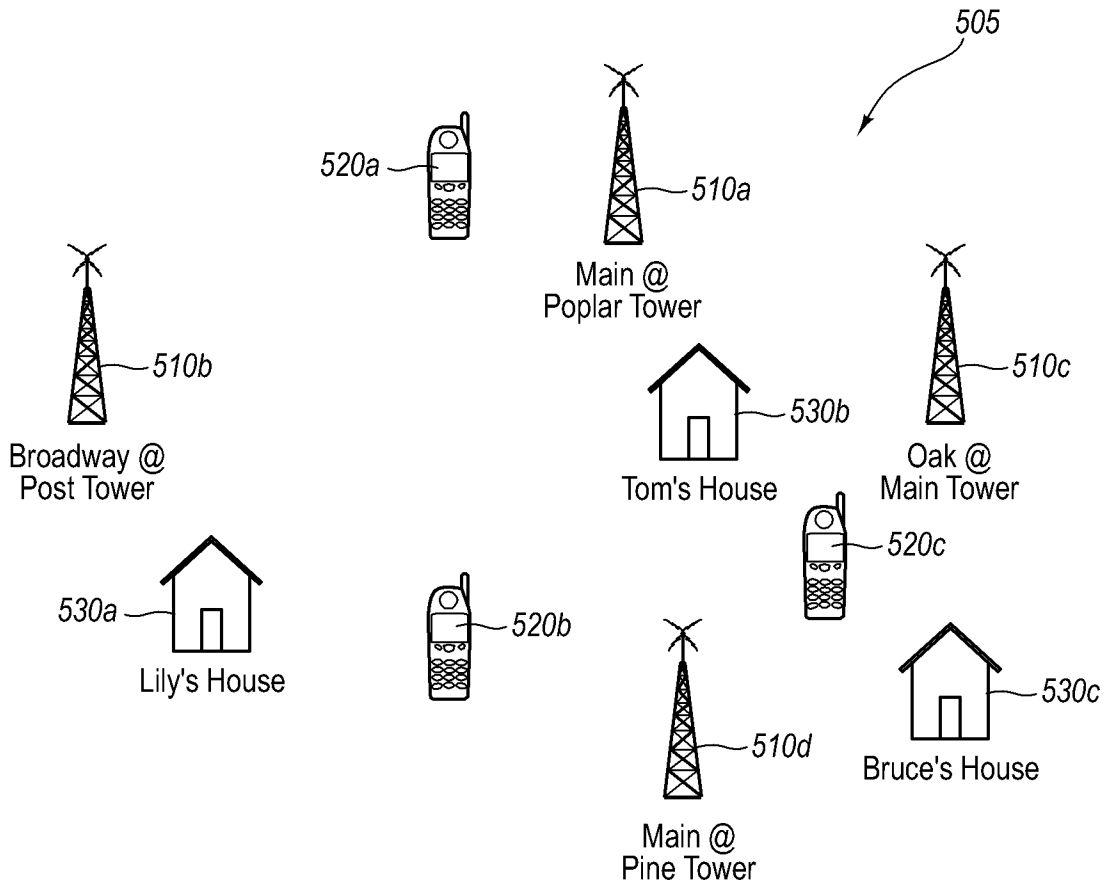 505
520a
510a
Main @
Poplar Tower
510b
510c
530b
Broadway @
Post Tower
Tom's House
Oak @
Main Tower
520c
530a
520b
Lily's House
530c
510d
Bruce's House
Main @
Pine Tower